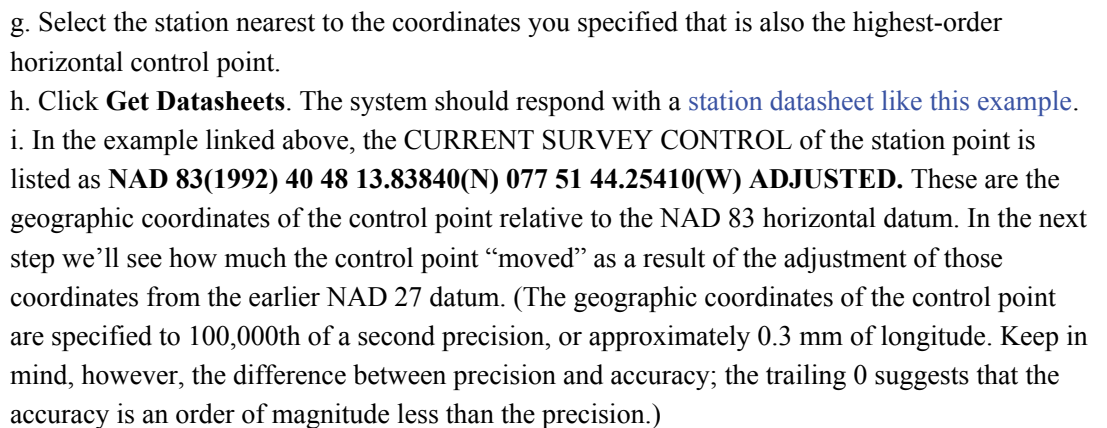 g. Select the station nearest to the coordinates you specified that is also the highest-order
horizontal control point.
h. Click Get Datasheets. The system should respond with a station datasheet like this example.
i. In the example linked above, the CURRENT SURVEY CONTROL of the station point is
listed as NAD 83(1992) 40 48 13.83840(N) 077 51 44.25410(W) ADJUSTED. These are the
geographic coordinates of the control point relative to the NAD 83 horizontal datum. In the next
step we’ll see how much the control point “moved” as a result of the adjustment of those
coordinates from the earlier NAD 27 datum. (The geographic coordinates of the control point
are specified to 100,000th of a second precision, or approximately 0.3 mm of longitude. Keep in
mind, however, the difference between precision and accuracy; the trailing 0 suggests that the
accuracy is an order of magnitude less than the precision.)